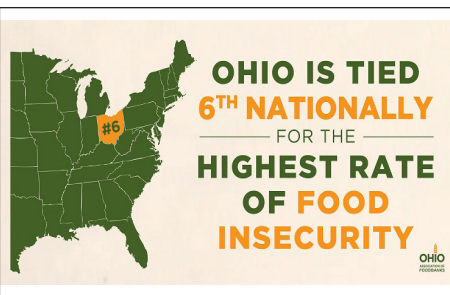 #6
OHIO IS TIED
6TH NATIONALLY
FOR THE
HIGHEST RATE
OF FOOD
INSECURITY
OHIO
ASSOCIATION OF
FOODBANKS